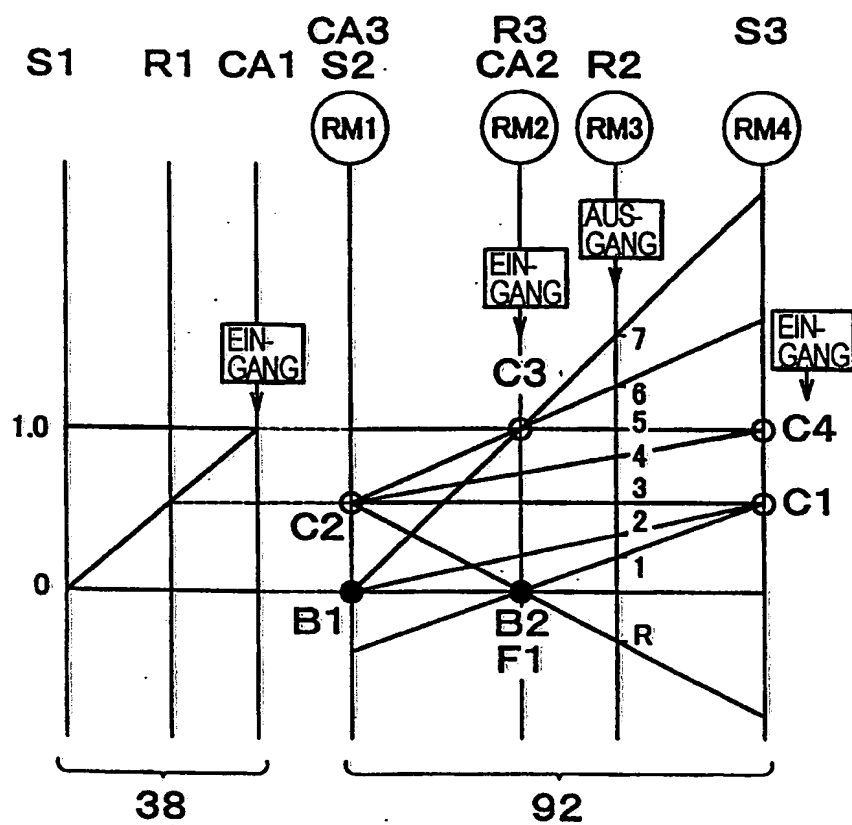 CA3 R3 S3
S1 R1 CA1 S2 CA2 R2
RM1 RM2 RM3 RM4
AUS-
GANG
EIN-
GANG
EIN-
GANG
EIN-
GANG
7
C3
6
1.0
5
C4
4
3
C2
C1
2
1
0
B1
B2
F1
R
38
92